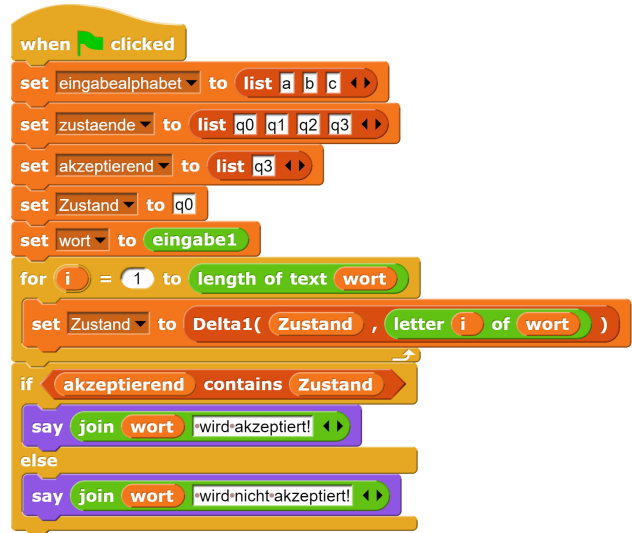 when clicked
set eingabealphabet to list a b c
set zustaende to list q0 q1 q2 q3
set akzeptierend to list q3
set Zustand to q0
set wort to eingabe1
for i = 1 to length of text wort
set Zustand to Delta1( Zustand , letter i of wort )
if akzeptierend contains Zustand
say join wort wird akzeptiert!
else
say join wort wird nicht akzeptiert!